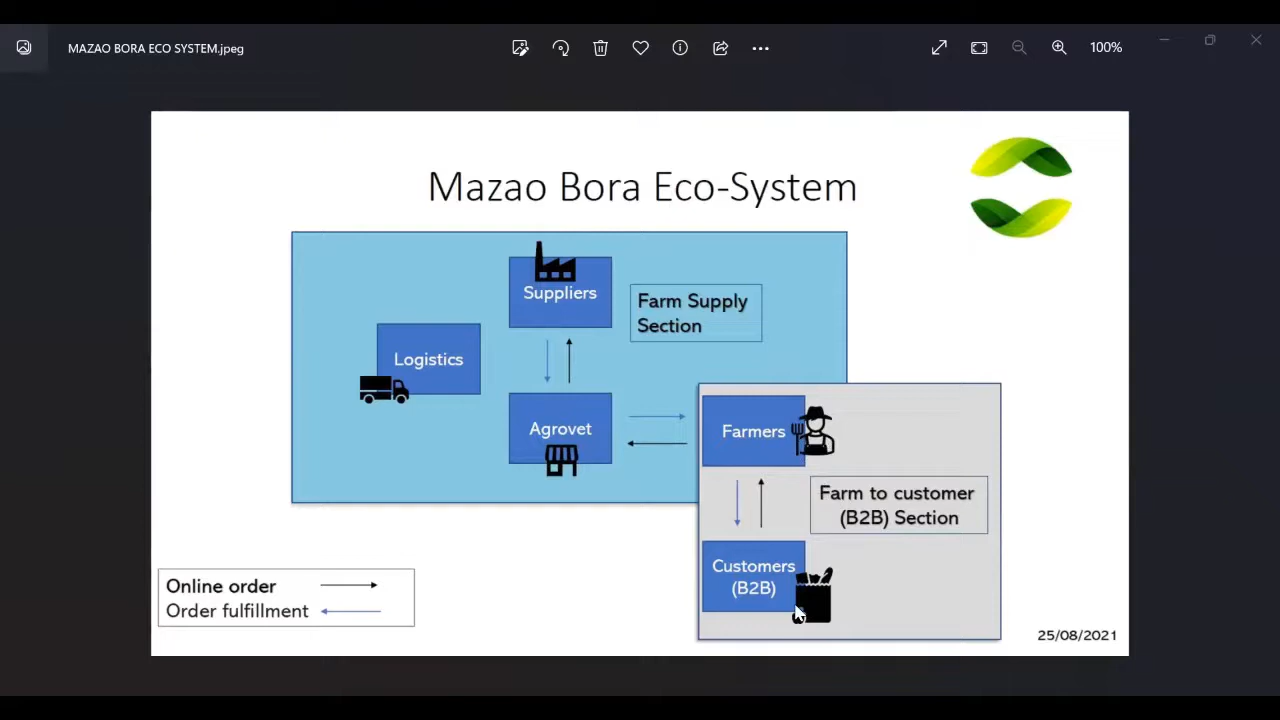 MAZAO BORA ECO SYSTEM.jpeg
100%
Mazao Bora Eco-System
Suppliers
Farm Supply
Section
Logistics
Agrovet
Farmers
Farm to customer
(B2B) Section
Customers
(B2B)
Online order
Order fulfillment
25/08/2021